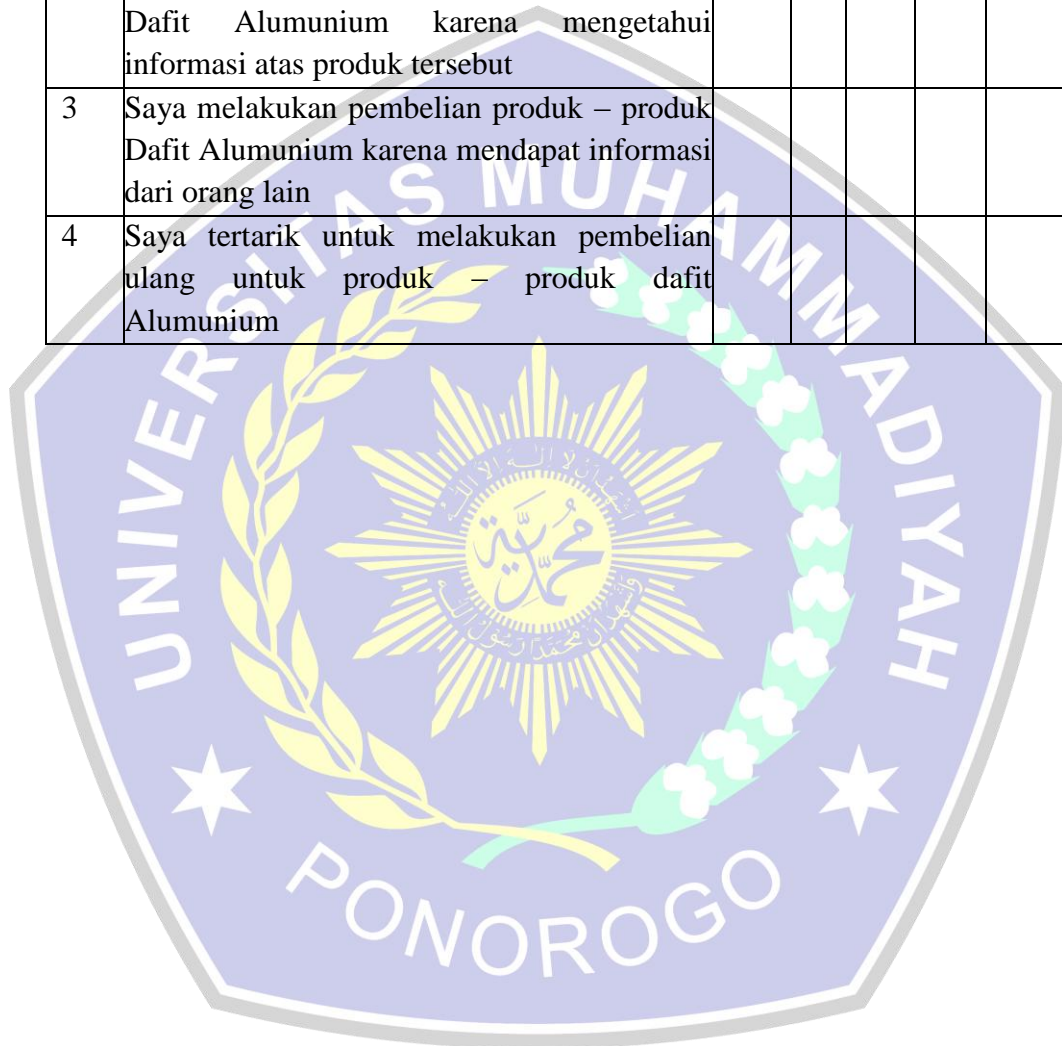 Dafit Alumunium karena mengetahui
informasi atas produk tersebut
3 Saya melakukan pembelian produk – produk
Dafit Alumunium karena mendapat informasi
dari orang lain
4 Saya tertarik untuk melakukan pembelian
ulang untuk produk – produk dafit
Alumunium
UNIVERSITAS MUHAMMADIYAH
PONOROGO